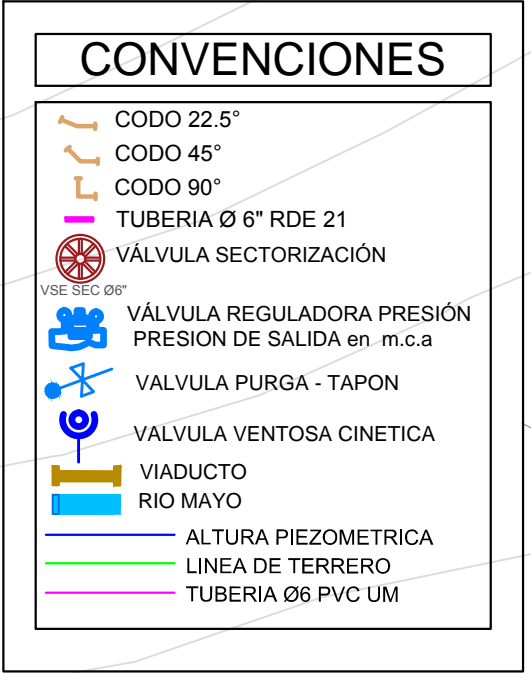 CONVENCIONES
CODO 22.5°
CODO 45°
CODO 90°
TUBERIA Ø 6" RDE 21
VÁLVULA SECTORIZACIÓN
VSE SEC Ø6"
VÁLVULA REGULADORA PRESIÓN
PRESION DE SALIDA en m.c.a
VALVULA PURGA - TAPON
VALVULA VENTOSA CINETICA
VIADUCTO
RIO MAYO
ALTURA PIEZOMETRICA
LINEA DE TERRERO
TUBERIA Ø6 PVC UM